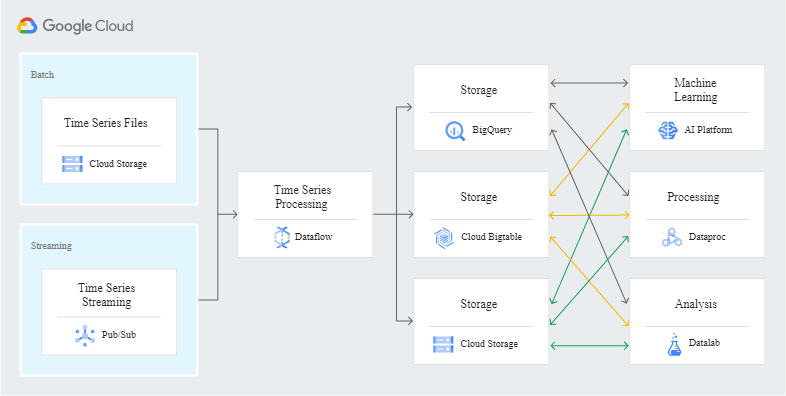 Google Cloud
Batch
Time Series Files
Cloud Storage
Streaming
Time Series
Streaming
Pub/Sub
Time Series
Processing
Dataflow
Storage
BigQuery
Storage
Cloud Bigtable
Storage
Cloud Storage
Machine
Learning
AI Platform
Processing
Dataproc
Analysis
Datalab